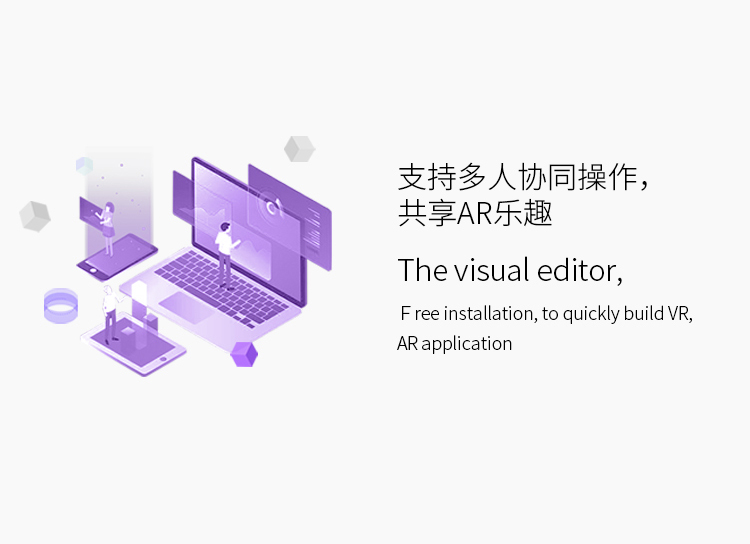 支持多人协同操作，
共享AR乐趣
The visual editor,
Ｆree installation, to quickly build VR,
AR application